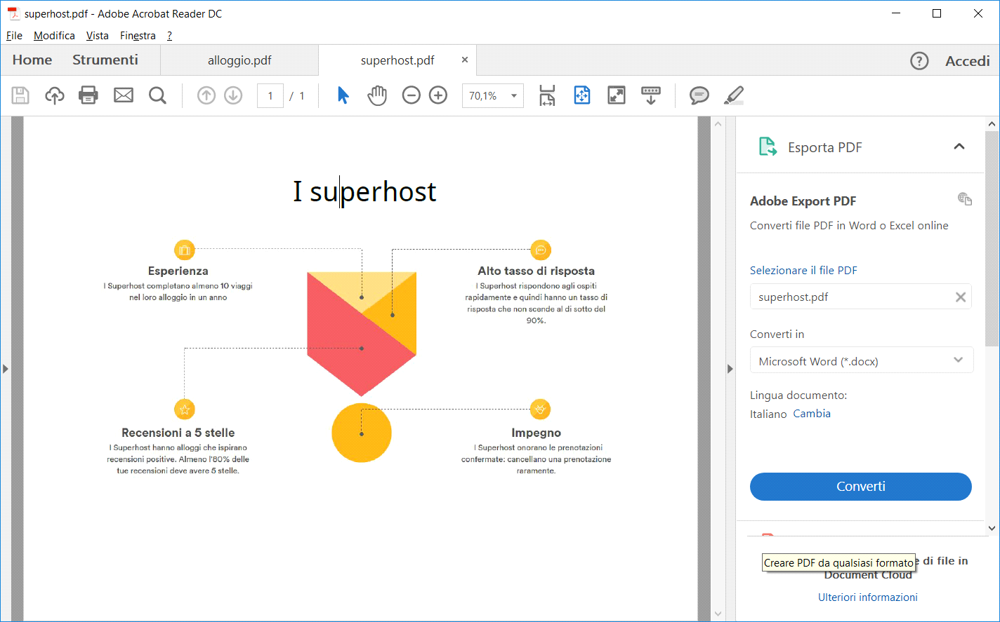 superhost.pdf - Adobe Acrobat Reader DC
File Modifica Vista Finestra ?
Home Strumenti alloggio.pdf superhost.pdf × ? Accedi
1 / 1 70,1%
I superhost
Esperienza
I Superhost completano almeno 10 viaggi
nel loro alloggio in un anno
Alto tasso di risposta
I Superhost rispondono agli ospiti
rapidamente e quindi hanno un tasso di
risposta che non scende al di sotto del
90%.
Recensioni a 5 stelle
I Superhost hanno alloggi che ispirano
recensioni positive. Almeno l'80% delle
tue recensioni deve avere 5 stelle.
Impegno
I Superhost onorano le prenotazioni
confermate: cancellano una prenotazione
raramente.
Esporta PDF
Adobe Export PDF
Converti file PDF in Word o Excel online
Selezionare il file PDF
superhost.pdf
Converti in
Microsoft Word (*.docx)
Lingua documento:
Italiano Cambia
Converti
Creare PDF da qualsiasi formato
di file in
Document Cloud
Ulteriori informazioni